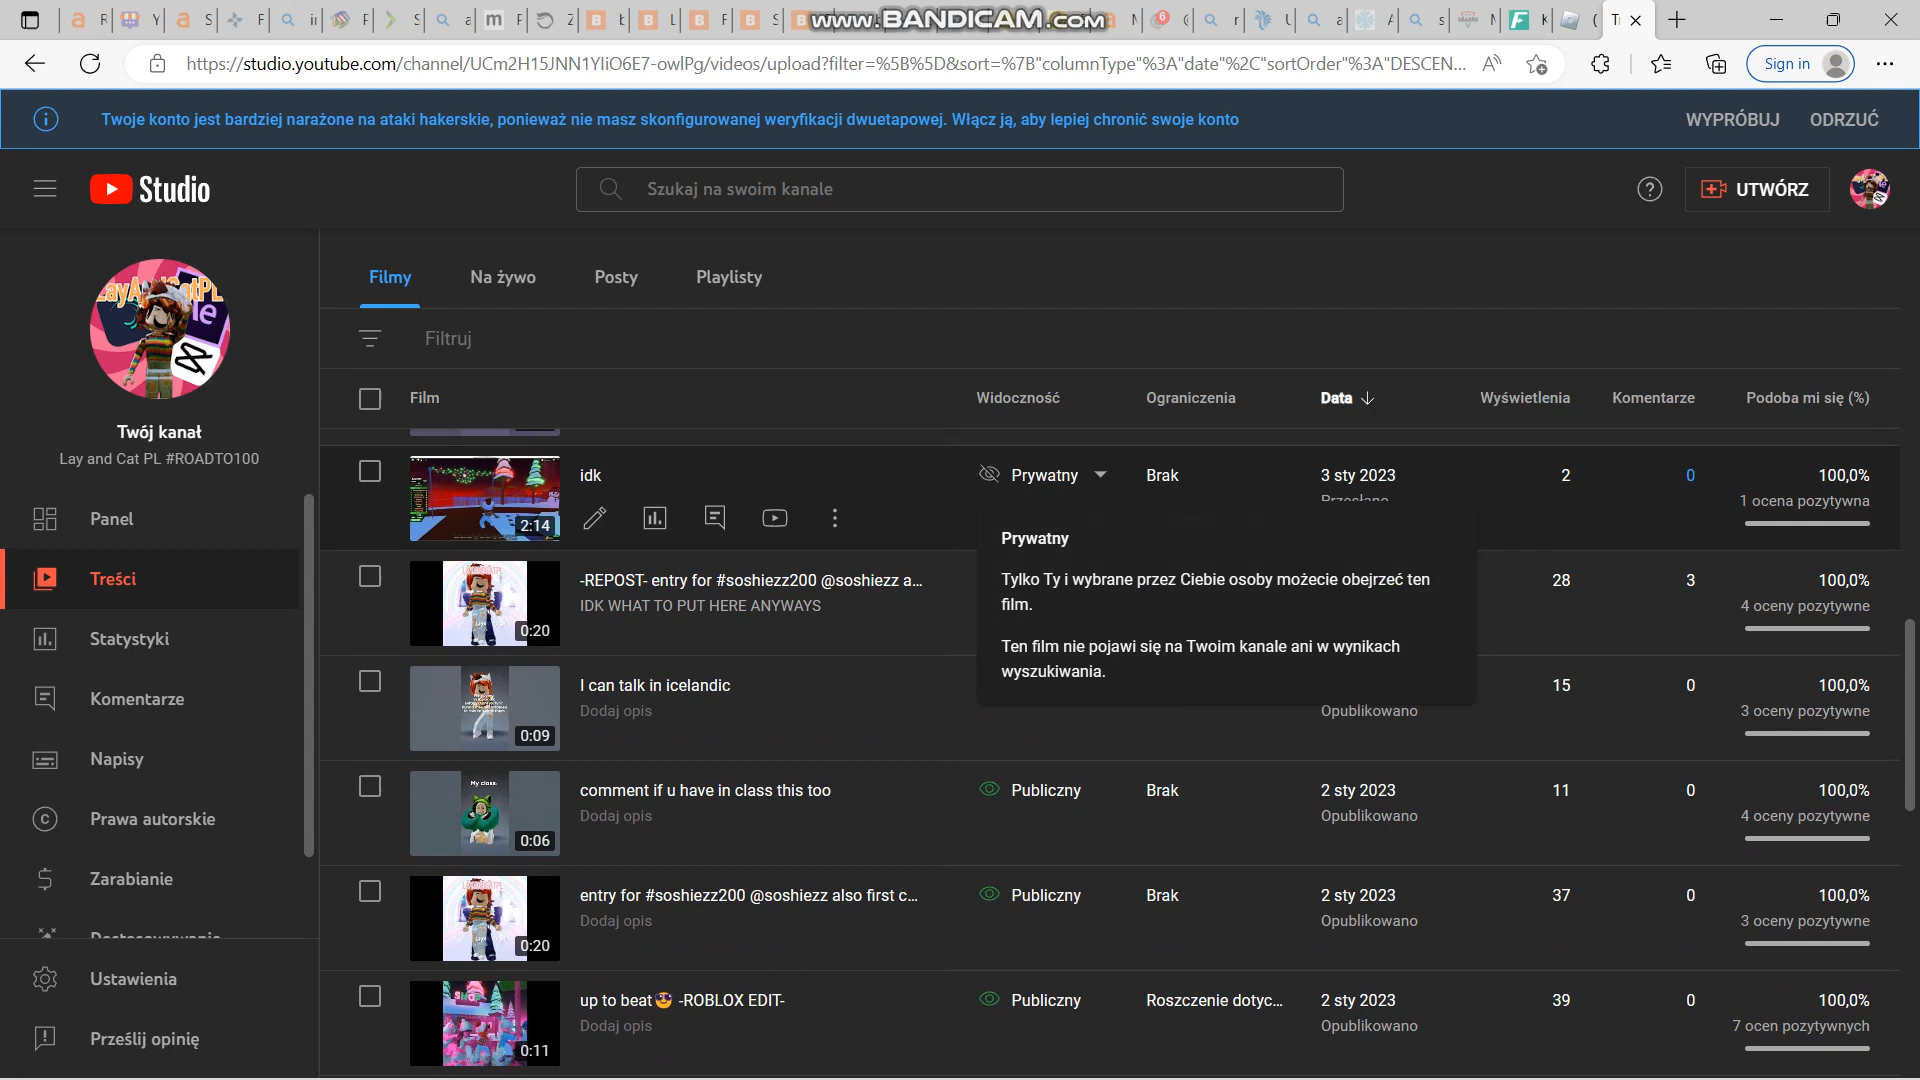 www.BANDICAM.com
https://studio.youtube.com/channel/UCm2H15JNN1YIiO6E7-owlPg/videos/upload?filter=%5B%5D&sort=%7B"columnType"%3A"date"%2C"sortOrder"%3A"DESCEN...
Sign in
Twoje konto jest bardziej narażone na ataki hakerskie, ponieważ nie masz skonfigurowanej weryfikacji dwuetapowej. Włącz ją, aby lepiej chronić swoje konto
WYPRÓBUJ
ODRZUĆ
Studio
Szukaj na swoim kanale
UTWÓRZ
Twój kanał
Lay and Cat PL #ROADTO100
Panel
Treści
Statystyki
Komentarze
Napisy
Prawa autorskie
Zarabianie
Ustawienia
Prześlij opinię
Filmy
Na żywo
Posty
Playlisty
Filtruj
Film
Widoczność
Ograniczenia
Data
Wyświetlenia
Komentarze
Podoba mi się (%)
2:14
idk
Prywatny
Brak
3 sty 2023
Przesłano
2
0
100,0%
1 ocena pozytywna
Prywatny
Tylko Ty i wybrane przez Ciebie osoby możecie obejrzeć ten
film.
Ten film nie pojawi się na Twoim kanale ani w wynikach
wyszukiwania.
0:20
-REPOST- entry for #soshiezz200 @soshiezz a...
IDK WHAT TO PUT HERE ANYWAYS
28
3
100,0%
4 oceny pozytywne
0:09
I can talk in icelandic
Dodaj opis
Opublikowano
15
0
100,0%
3 oceny pozytywne
My class:
0:06
comment if u have in class this too
Dodaj opis
Publiczny
Brak
2 sty 2023
Opublikowano
11
0
100,0%
4 oceny pozytywne
0:20
entry for #soshiezz200 @soshiezz also first c...
Dodaj opis
Publiczny
Brak
2 sty 2023
Opublikowano
37
0
100,0%
3 oceny pozytywne
SHOP
0:11
up to beat😎 -ROBLOX EDIT-
Dodaj opis
Publiczny
Roszczenie dotyc...
2 sty 2023
Opublikowano
39
0
100,0%
7 ocen pozytywnych